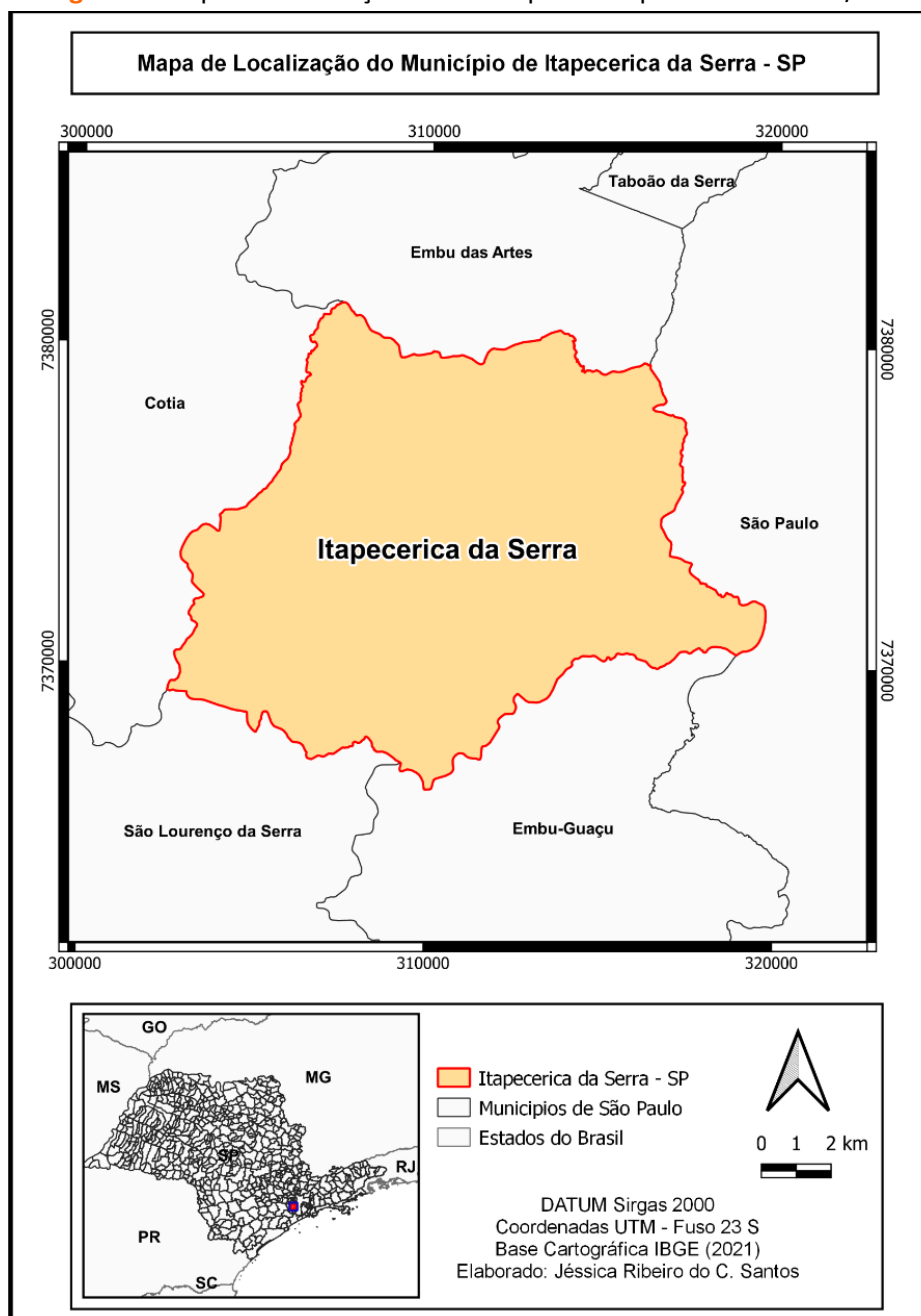 Mapa de Localização do Município de Itapecerica da Serra - SP
300000
310000
320000
Taboão da Serra
Embu das Artes
7380000
7380000
Cotia
São Paulo
Itapecerica da Serra
7370000
7370000
São Lourenço da Serra
Embu-Guaçu
300000
310000
320000
GO
MS
MG
SP
RJ
PR
SC
Itapecerica da Serra - SP
Municipios de São Paulo
Estados do Brasil
0 1 2 km
DATUM Sirgas 2000
Coordenadas UTM - Fuso 23 S
Base Cartográfica IBGE (2021)
Elaborado: Jéssica Ribeiro do C. Santos